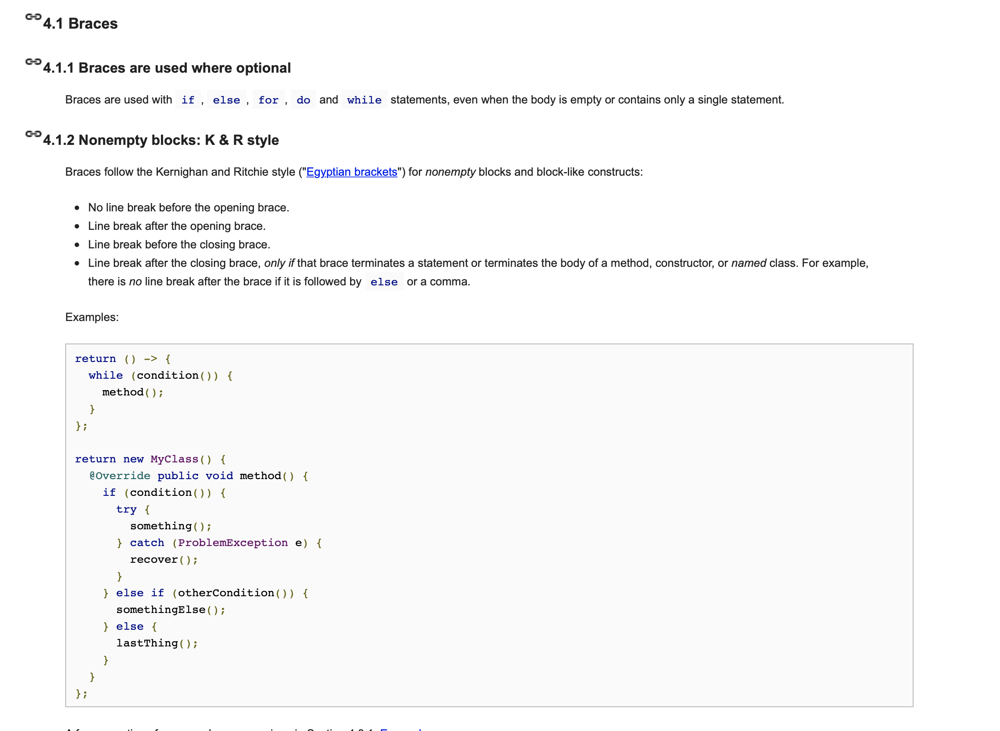 4.1 Braces
4.1.1 Braces are used where optional
Braces are used with if, else, for, do and while statements, even when the body is empty or contains only a single statement.
4.1.2 Nonempty blocks: K & R style
Braces follow the Kernighan and Ritchie style ("Egyptian brackets") for nonempty blocks and block-like constructs:
• No line break before the opening brace.
• Line break after the opening brace.
• Line break before the closing brace.
• Line break after the closing brace, only if that brace terminates a statement or terminates the body of a method, constructor, or named class. For example,
there is no line break after the brace if it is followed by else or a comma.
Examples:
return () -> {
  while (condition()) {
    method();
  }
};

return new MyClass() {
  @Override public void method() {
    if (condition()) {
      try {
        something();
      } catch (ProblemException e) {
        recover();
      }
    } else if (otherCondition()) {
      somethingElse();
    } else {
      lastThing();
    }
  }
};